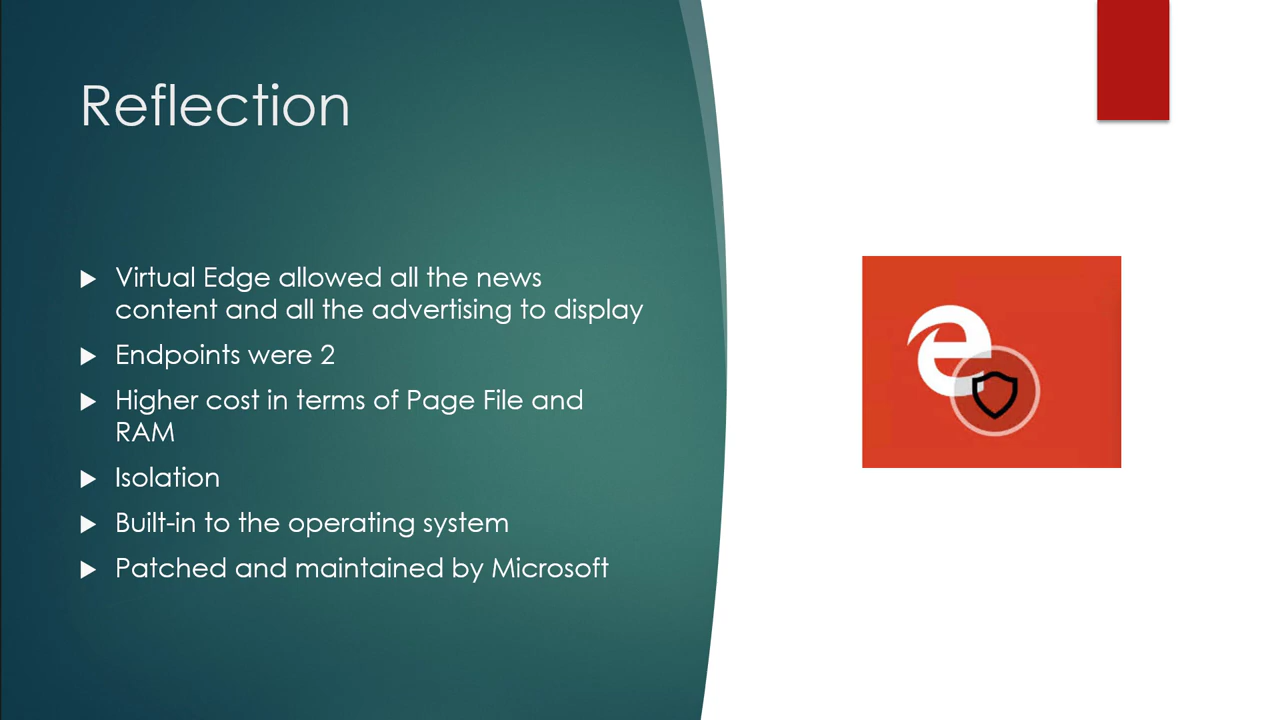 Reflection
Virtual Edge allowed all the news
content and all the advertising to display
Endpoints were 2
Higher cost in terms of Page File and
RAM
Isolation
Built-in to the operating system
Patched and maintained by Microsoft